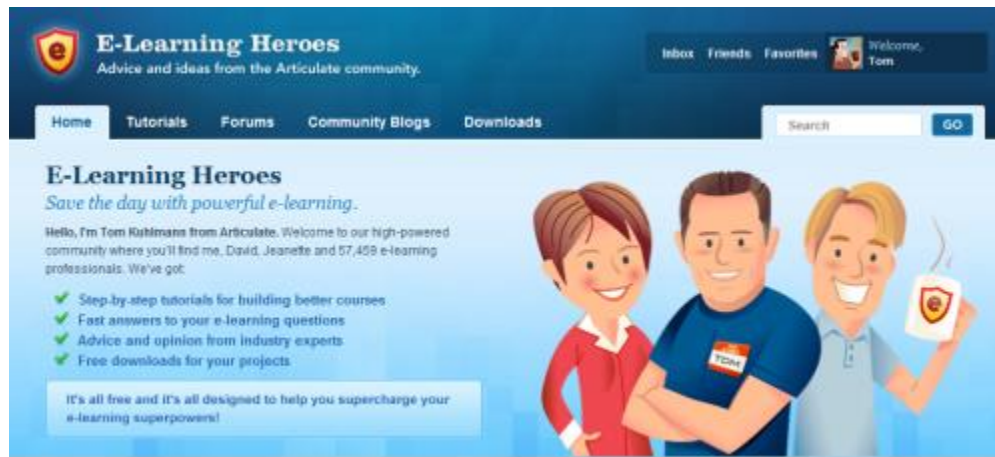 E-Learning Heroes
Advice and ideas from the Articulate community.
Inbox Friends Favorites Welcome,
Tom
Home Tutorials Forums Community Blogs Downloads
Search GO
E-Learning Heroes
Save the day with powerful e-learning.
Hello, I'm Tom Kuhlmann from Articulate. Welcome to our high-powered
community where you'll find me, David, Jeanette and 57,459 e-learning
professionals. We've got:
Step-by-step tutorials for building better courses
Fast answers to your e-learning questions
Advice and opinion from industry experts
Free downloads for your projects
It's all free and it's all designed to help you supercharge your
e-learning superpowers!
e
e
TOM